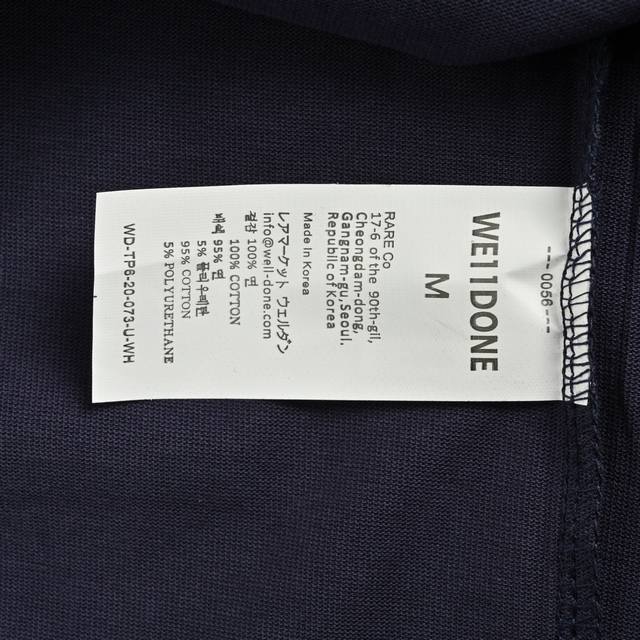 --- 0056 ---
WE11DONE
M
RARE Co
17-6 of the 90th-gil,
Cheongdam-dong,
Gangnam-gu, Seoul.
Republic of Korea
Made in Korea
レアマーケット ウェルダン
info@well-done.com
겉감 100% 면
100% COTTON
배색 95% 면
5% 폴리우레탄
95% COTTON
5% POLYURETHANE
WD-TP6-20-073-U-WH